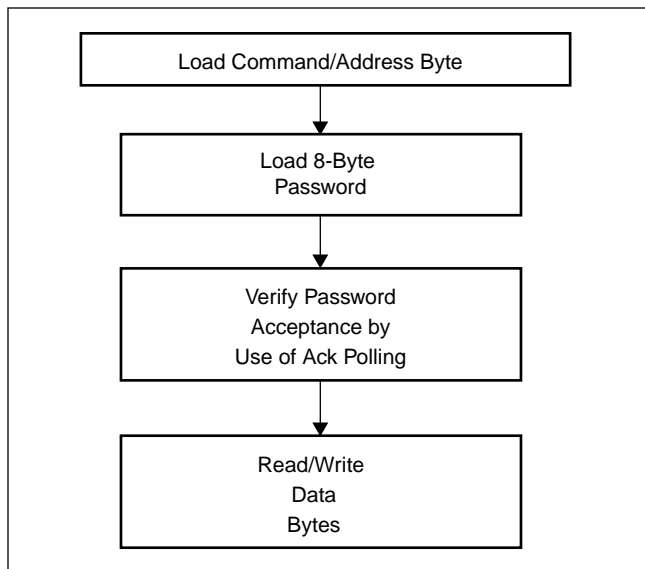 Load Command/Address Byte
Load 8-Byte
Password
Verify Password
Acceptance by
Use of Ack Polling
Read/Write
Data
Bytes